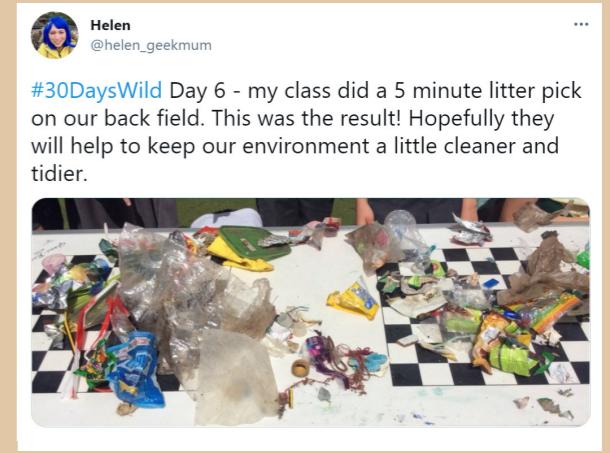 Helen
@helen_geekmum
#30DaysWild Day 6 - my class did a 5 minute litter pick
on our back field. This was the result! Hopefully they
will help to keep our environment a little cleaner and
tidier.